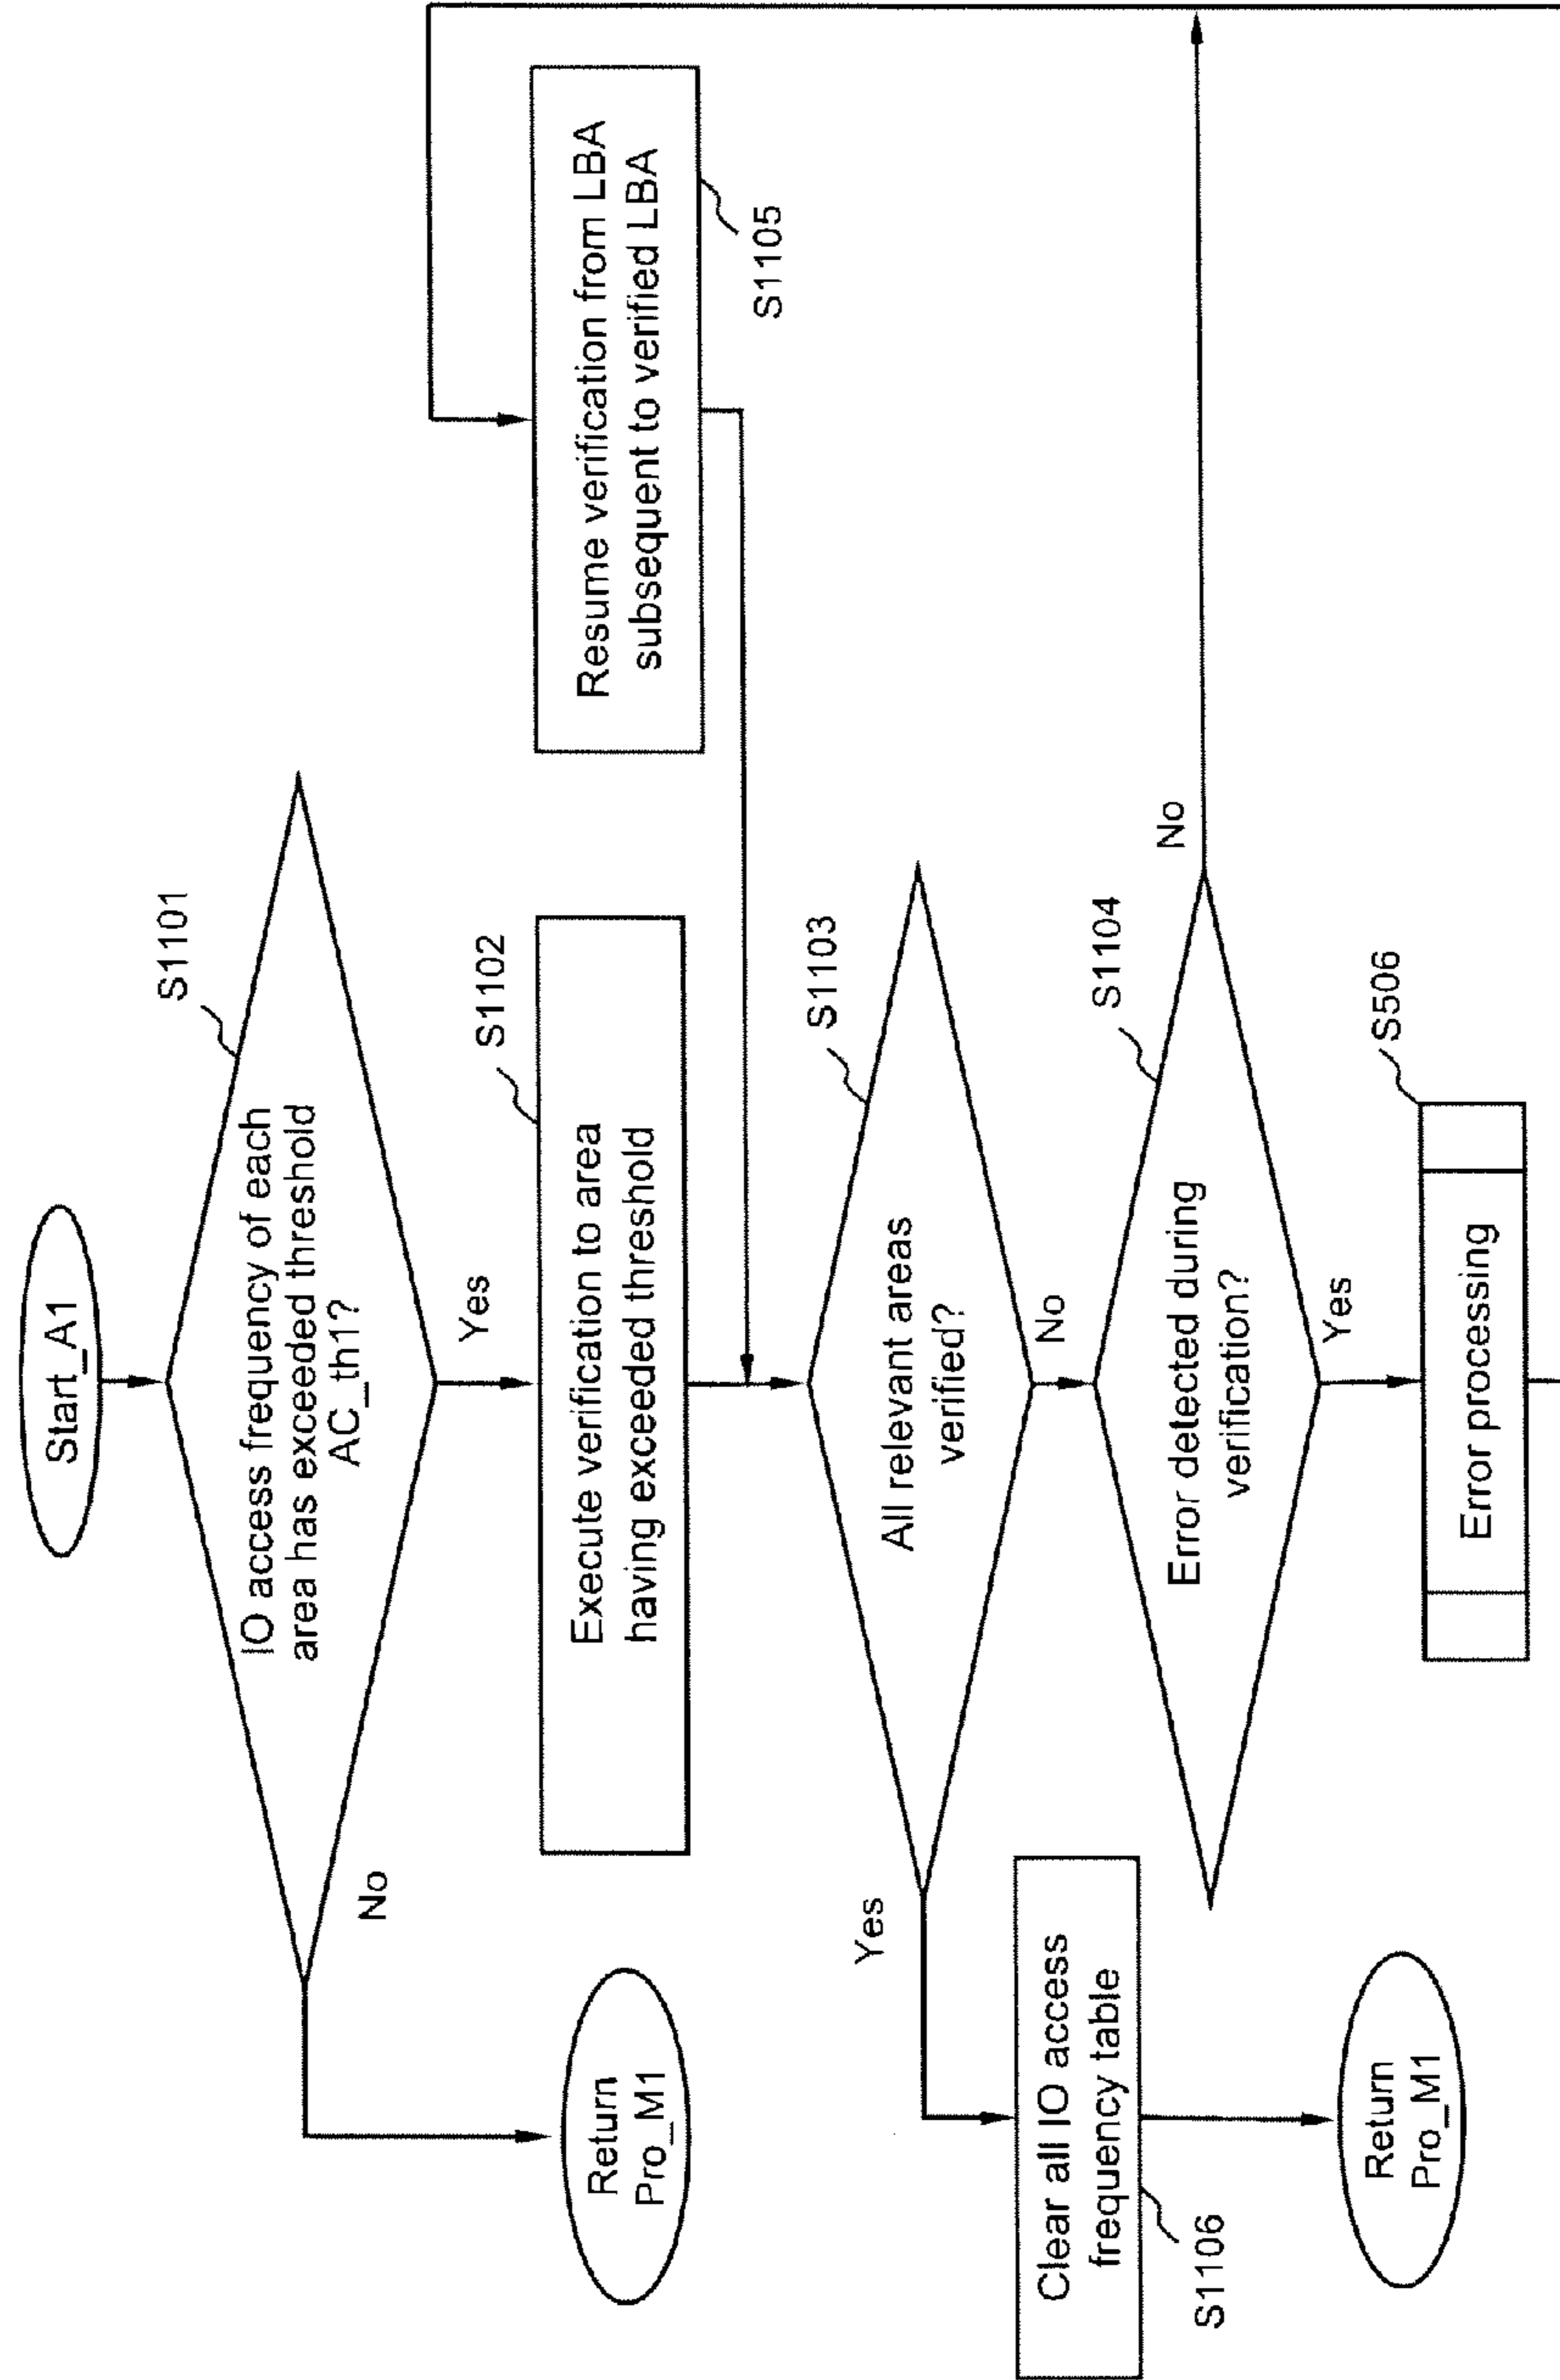 Start_A1
S1101
IO access frequency of each
area has exceeded threshold
AC_th1?
No
Yes
Return
Pro_M1
S1102
Execute verification to area
having exceeded threshold
Resume verification from LBA
subsequent to verified LBA
S1105
S1103
All relevant areas
verified?
Yes
No
Clear all IO access
frequency table
S1106
Return
Pro_M1
S1104
Error detected during
verification?
No
Yes
S506
Error processing